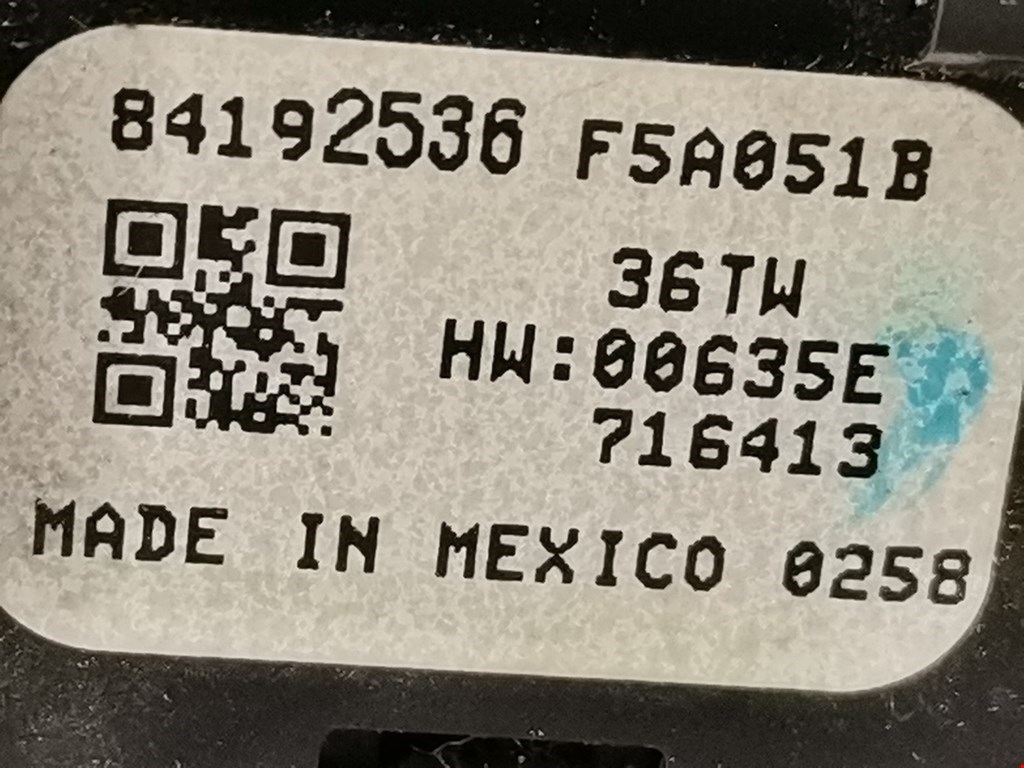 84192536 F5A051B
36TW
HW:00635E
716413
MADE IN MEXICO 0258